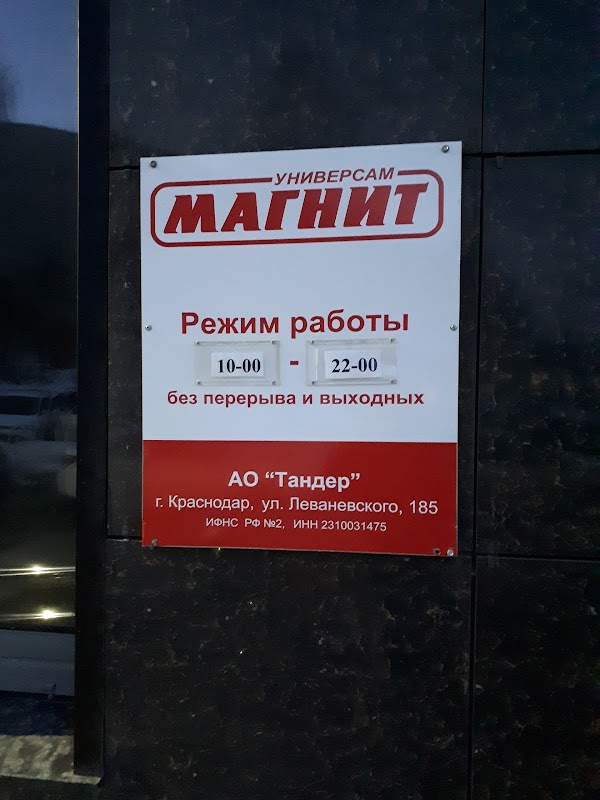 УНИВЕРСАМ
МАГНИТ
Режим работы
10-00 - 22-00
без перерыва и выходных
АО “Тандер”
г. Краснодар, ул. Леваневского, 185
ИФНС РФ №2, ИНН 2310031475